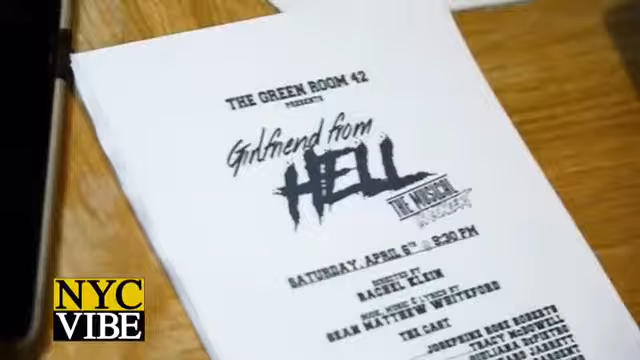 THE GREEN ROOM 42
PRESENTS
Girlfriend from
HELL
THE MUSICAL
SATURDAY, APRIL 6TH @ 9:30 PM
DIRECTED BY
RACHEL KLEIN
BOOK, MUSIC & LYRICS BY
SEAN MATTHEW WHITEFORD
THE CAST
JOSEPHINE ROSE ROBERTS
TRACY MCDOWELL
JARRETT
NYC
VIBE